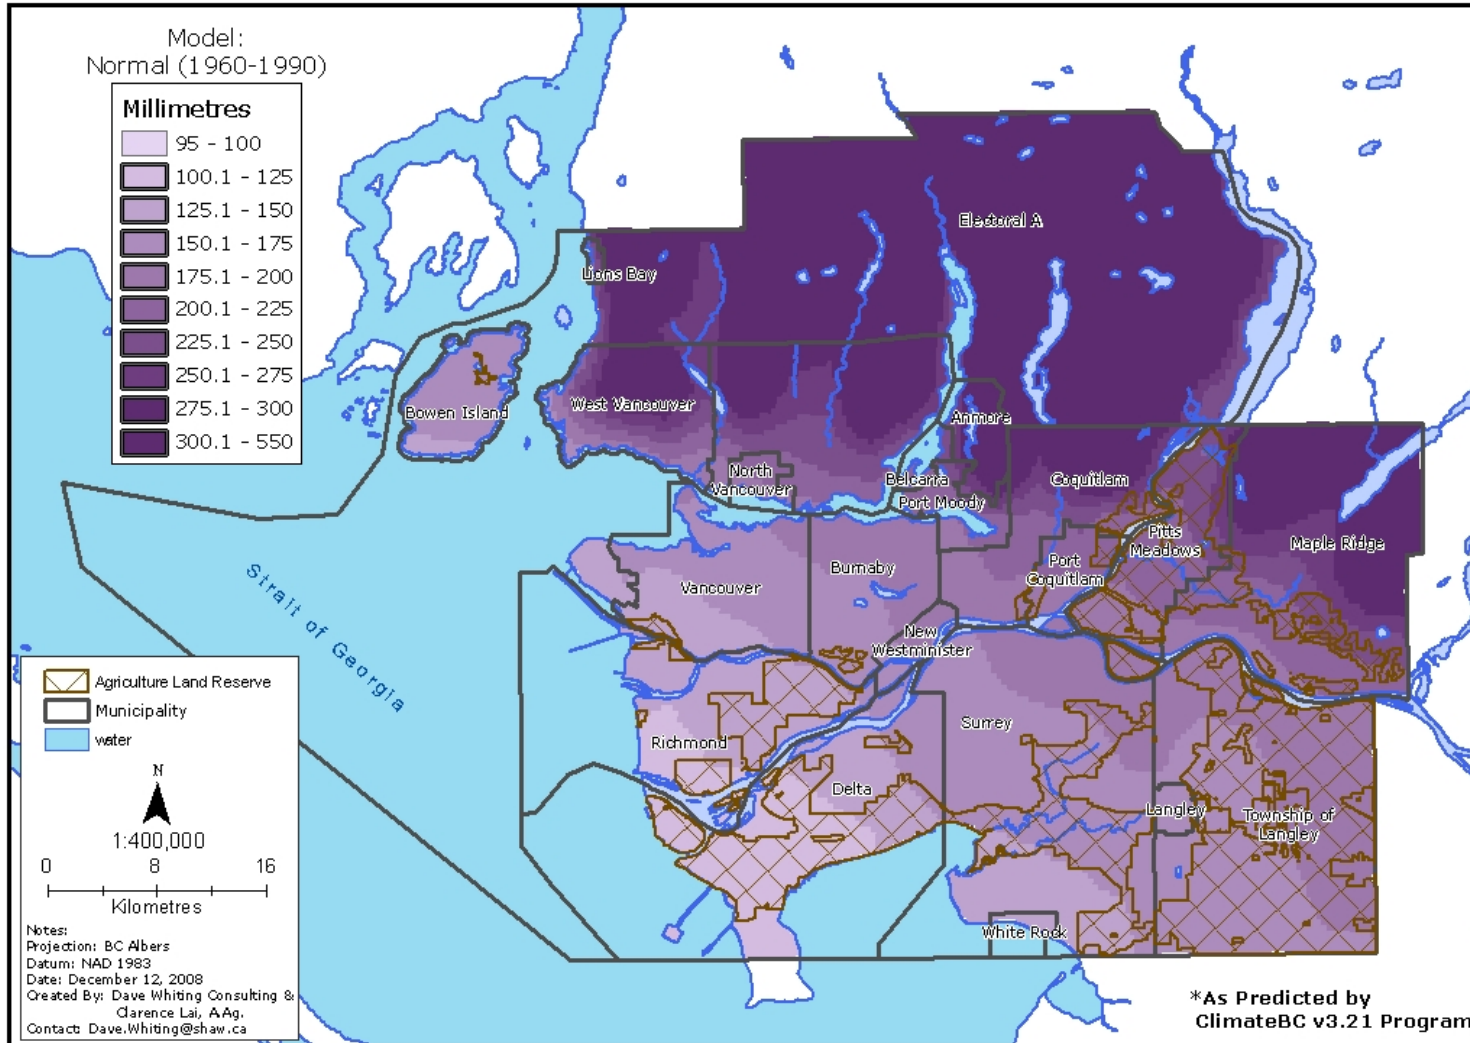 Model:
Normal (1960-1990)
Millimetres
95 - 100
100.1 - 125
125.1 - 150
150.1 - 175
175.1 - 200
200.1 - 225
225.1 - 250
250.1 - 275
275.1 - 300
300.1 - 550
Electoral A
Lions Bay
Bowen Island
West Vancouver
Anmore
North
Vancouver
Belcarra
Port Moody
Coquitlam
Pitts
Meadows
Maple Ridge
Port
Coquitlam
Burnaby
Vancouver
New
Westminister
Strait of Georgia
Richmond
Surrey
Delta
Langley
Township of
Langley
White Rock
Agriculture Land Reserve
Municipality
water
N
1:400,000
0 8 16
Kilometres
Notes:
Projection: BC Albers
Datum: NAD 1983
Date: December 12, 2008
Created By: Dave Whiting Consulting &
Clarence Lai, A.Ag.
Contact: Dave.Whiting@shaw.ca
*As Predicted by
ClimateBC v3.21 Program